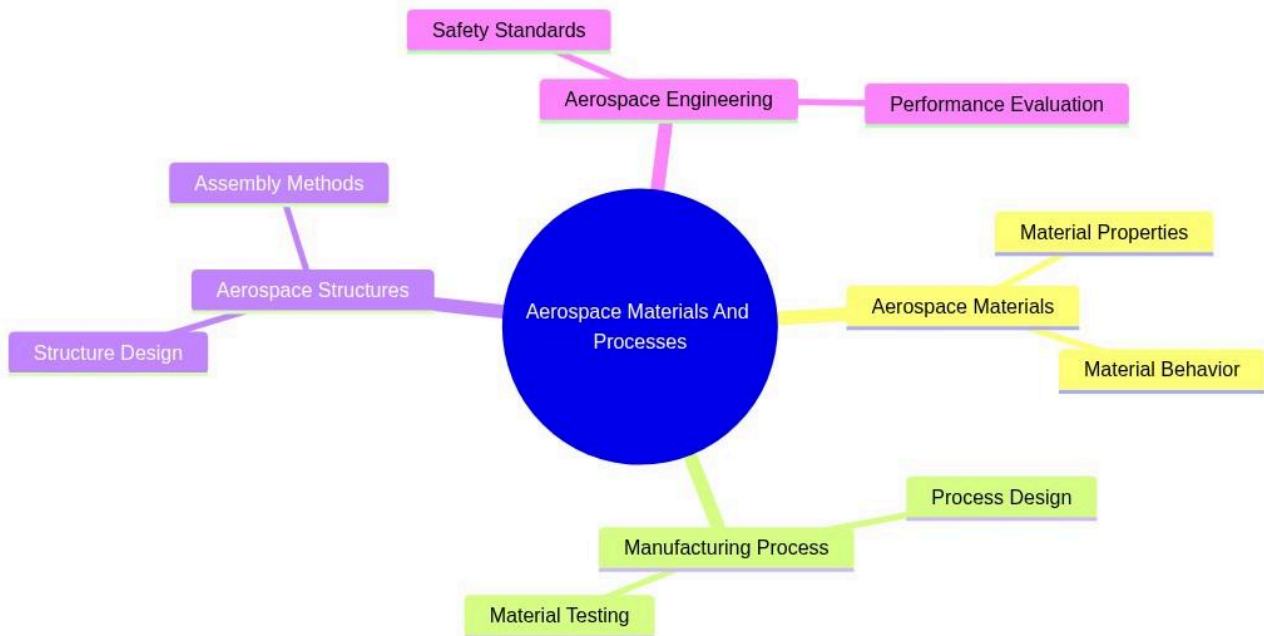 Safety Standards
Aerospace Engineering
Performance Evaluation
Assembly Methods
Aerospace Structures
Structure Design
Aerospace Materials And
Processes
Material Properties
Aerospace Materials
Material Behavior
Process Design
Manufacturing Process
Material Testing